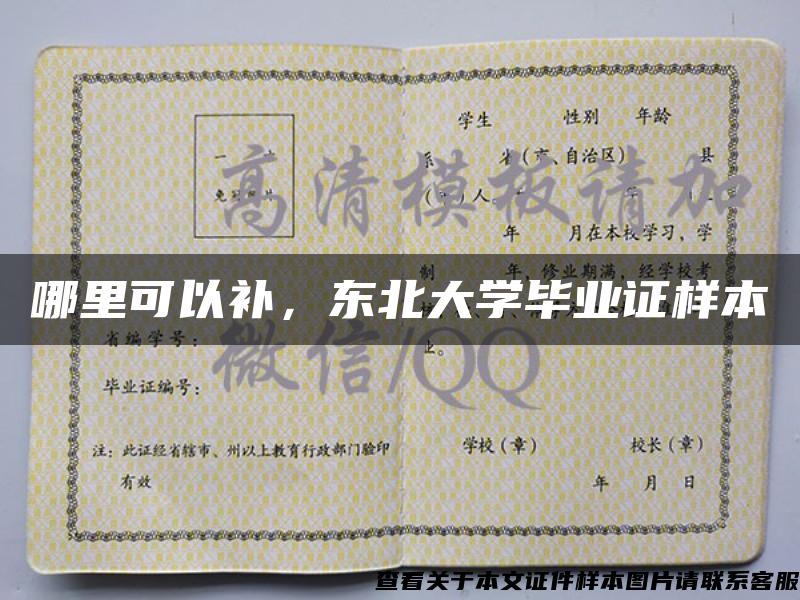 学生 性别 年龄
省(市、自治区) 县
)人。
年 月在本校学习,学
制 年,修业期满,经学校考
业。
高清模板请加
哪里可以补,东北大学毕业证样本
微信/QQ
省编学号:
毕业证编号:
注:此证经省辖市、州以上教育行政部门验印
有效
学校(章) 校长(章)
年 月 日
查看关于本文证件样本图片请联系客服